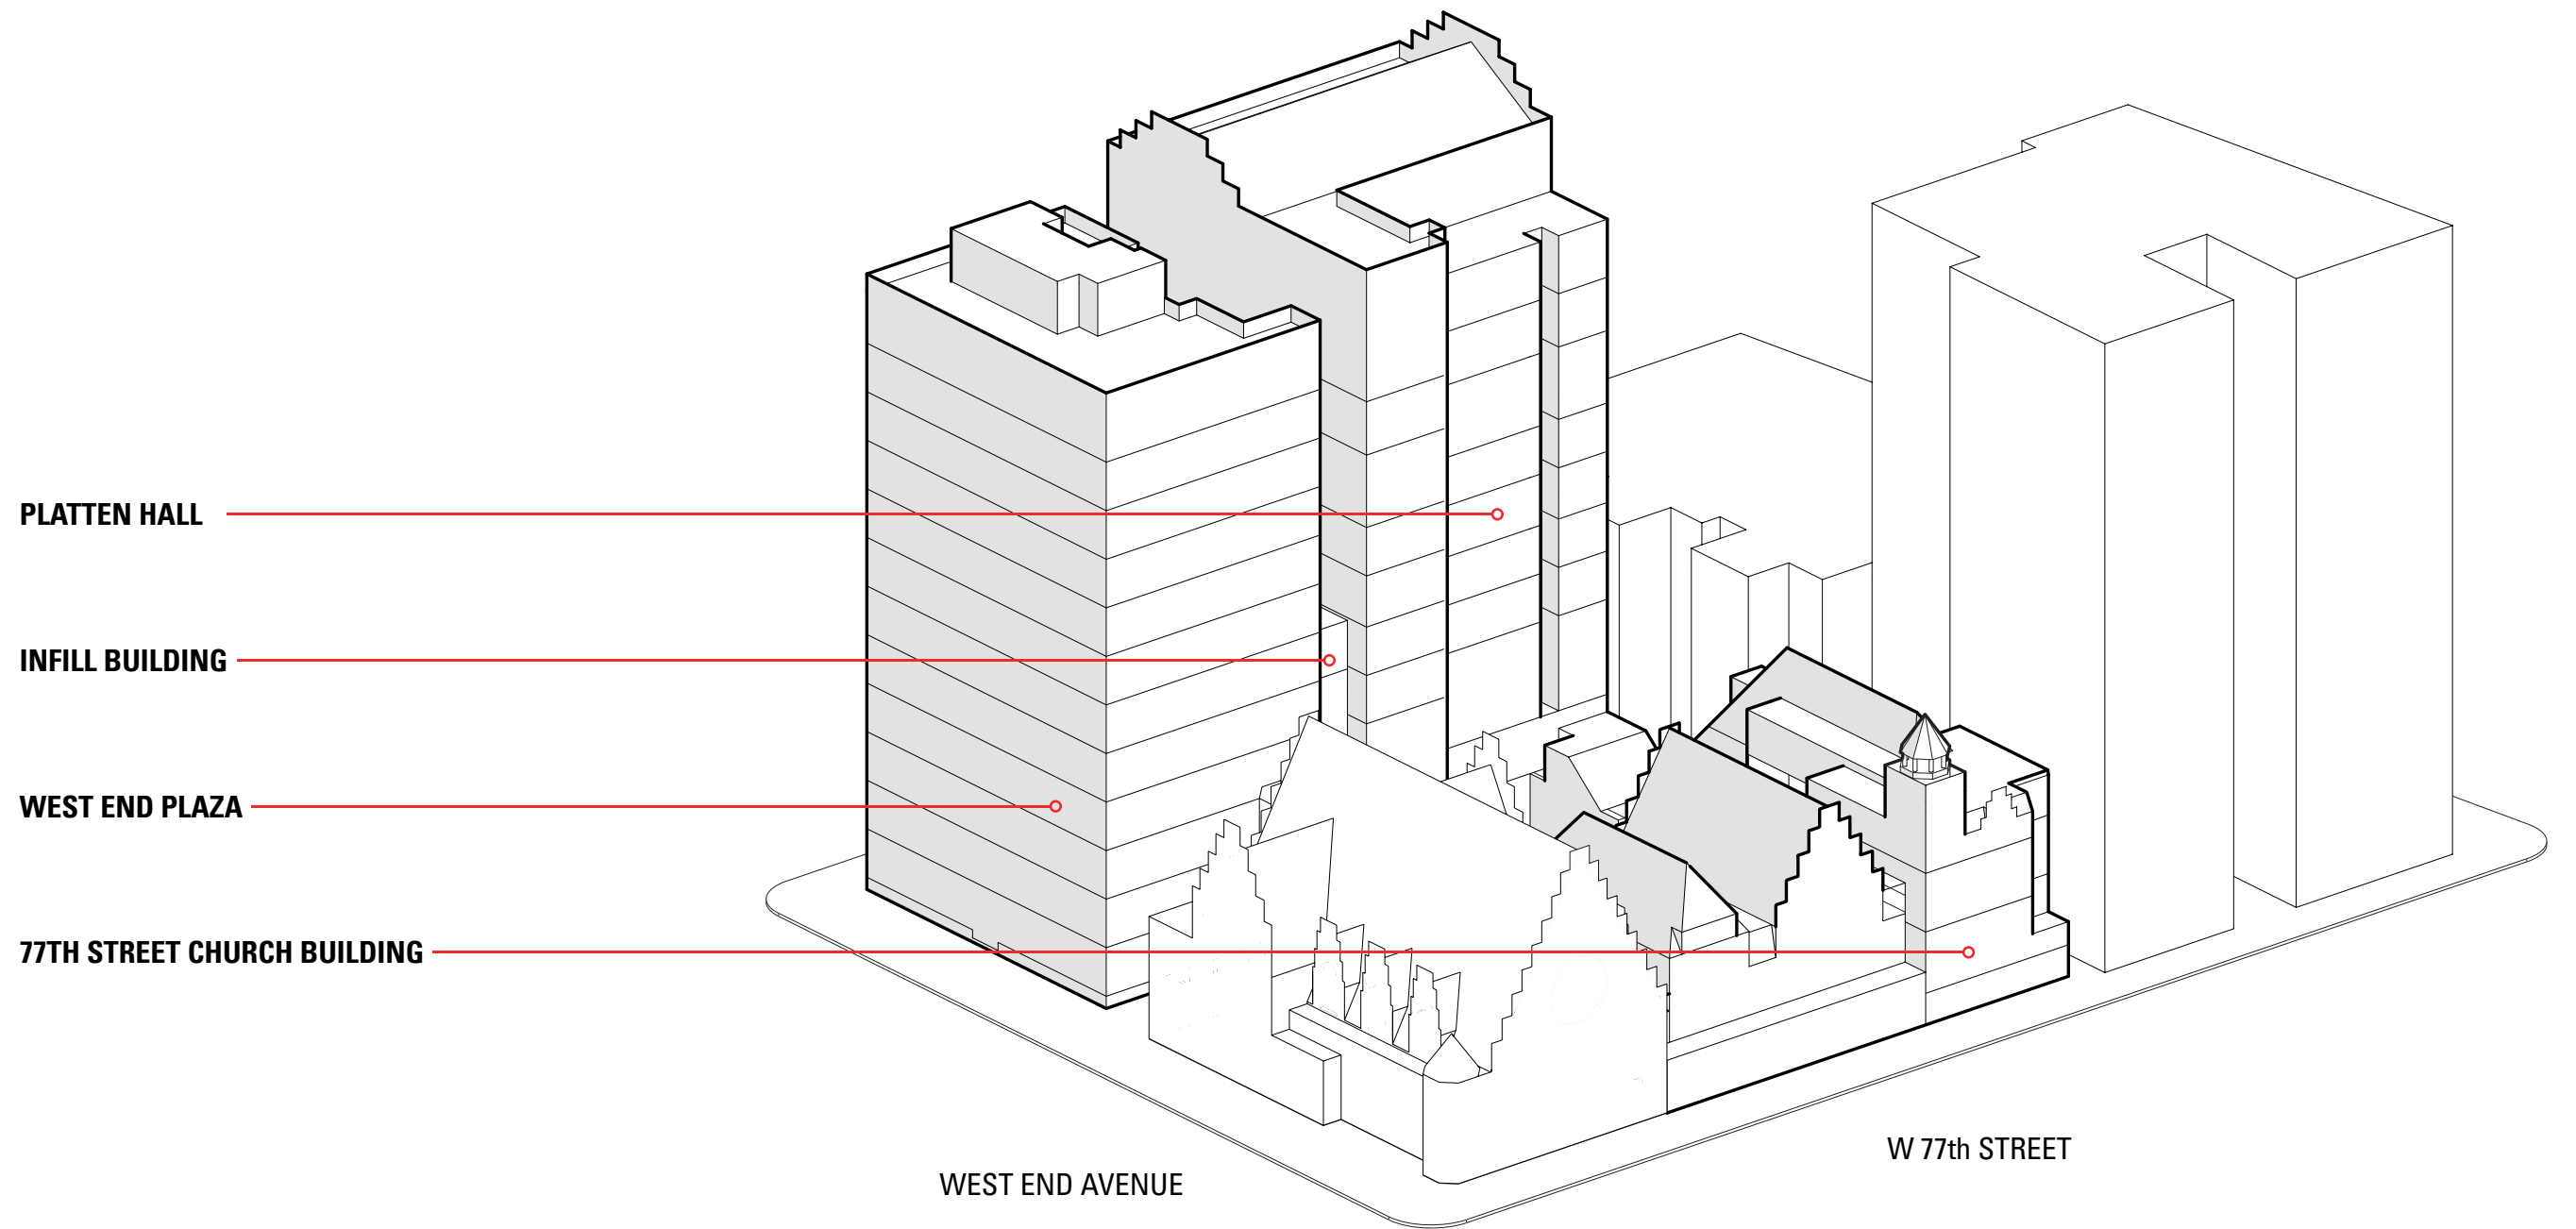 PLATTEN HALL
INFILL BUILDING
WEST END PLAZA
77TH STREET CHURCH BUILDING
W 77th STREET
WEST END AVENUE